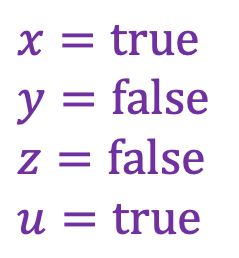 x = true
y = false
z = false
u = true